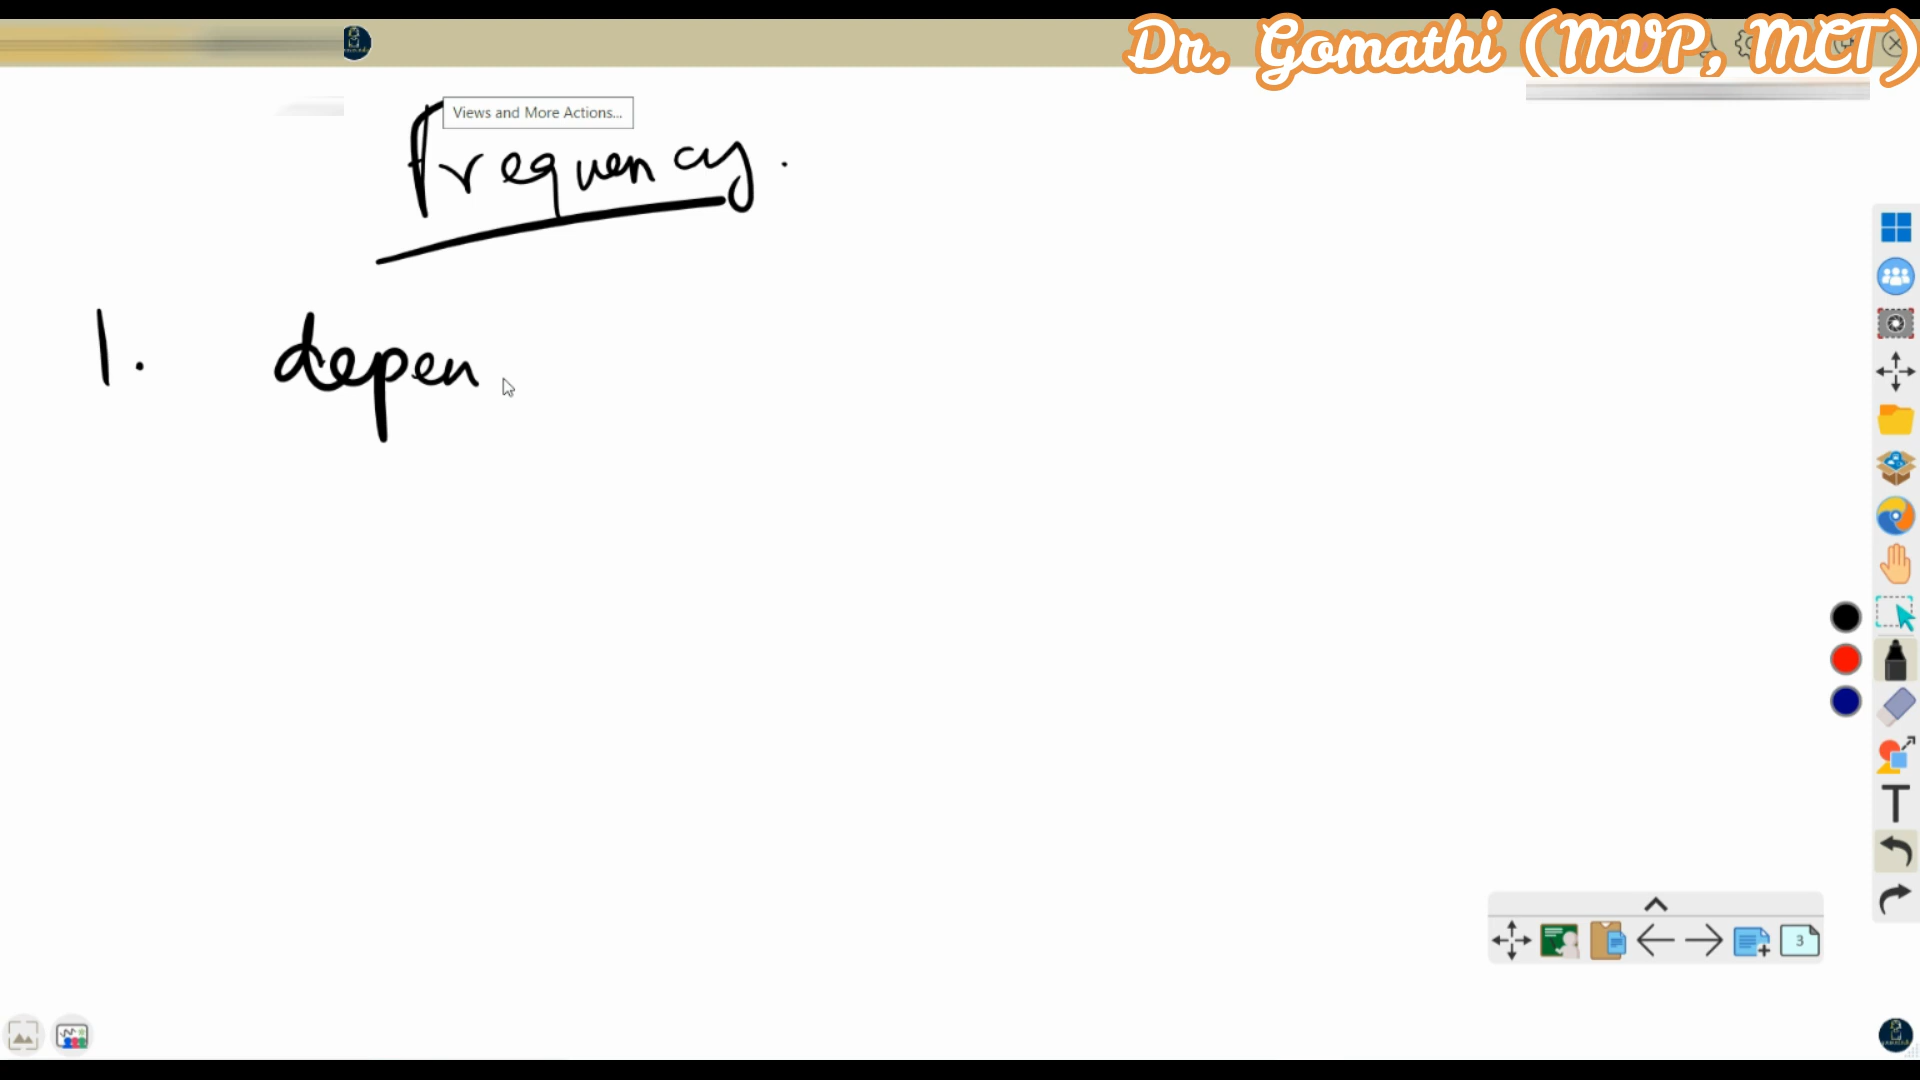 Dr. Gomathi (MVP, MCT)
Views and More Actions...
frequency.
1. depen
T
3